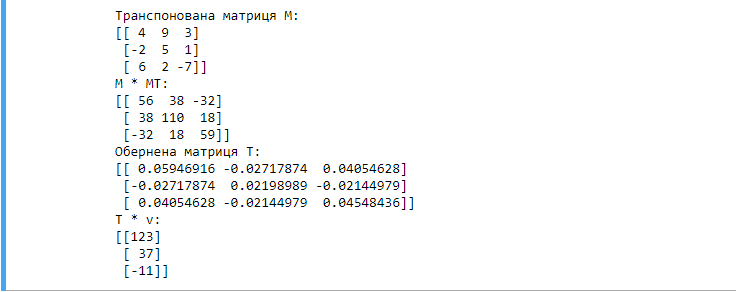 Транспонована матриця М:
[[ 4  9  3]
 [-2  5  1]
 [ 6  2 -7]]
М * МТ:
[[ 56  38 -32]
 [ 38 110  18]
 [-32  18  59]]
Обернена матриця Т:
[[ 0.05946916 -0.02717874  0.04054628]
 [-0.02717874  0.02198989 -0.02144979]
 [ 0.04054628 -0.02144979  0.04548436]]
T * v:
[[123]
 [ 37]
 [-11]]